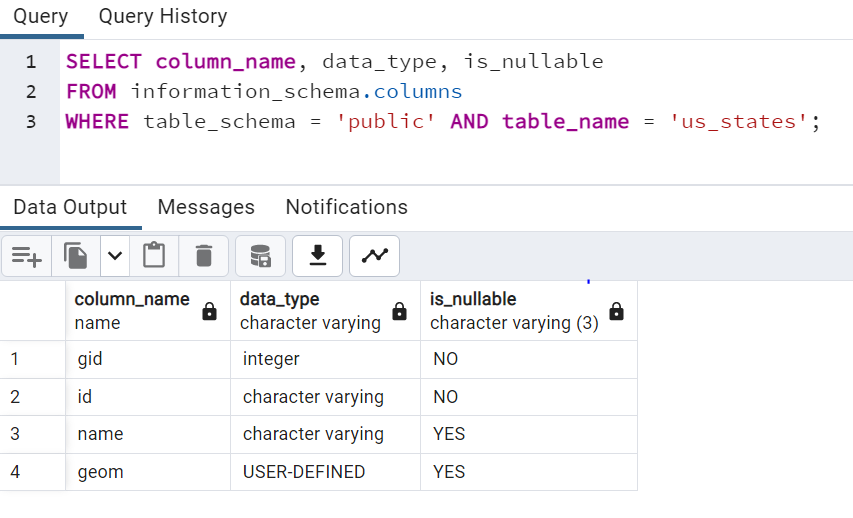 Query Query History
1 SELECT column_name, data_type, is_nullable
2 FROM information_schema.columns
3 WHERE table_schema = 'public' AND table_name = 'us_states';
Data Output Messages Notifications
column_name data_type is_nullable
name character varying character varying (3)
1 gid integer NO
2 id character varying NO
3 name character varying YES
4 geom USER-DEFINED YES